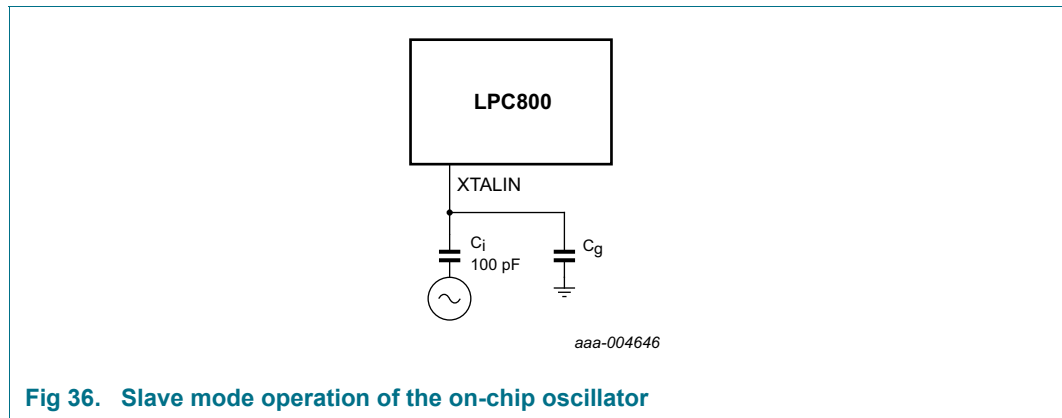 LPC800
XTALIN
Ci
100 pF
Cg
aaa-004646
Fig 36. Slave mode operation of the on-chip oscillator